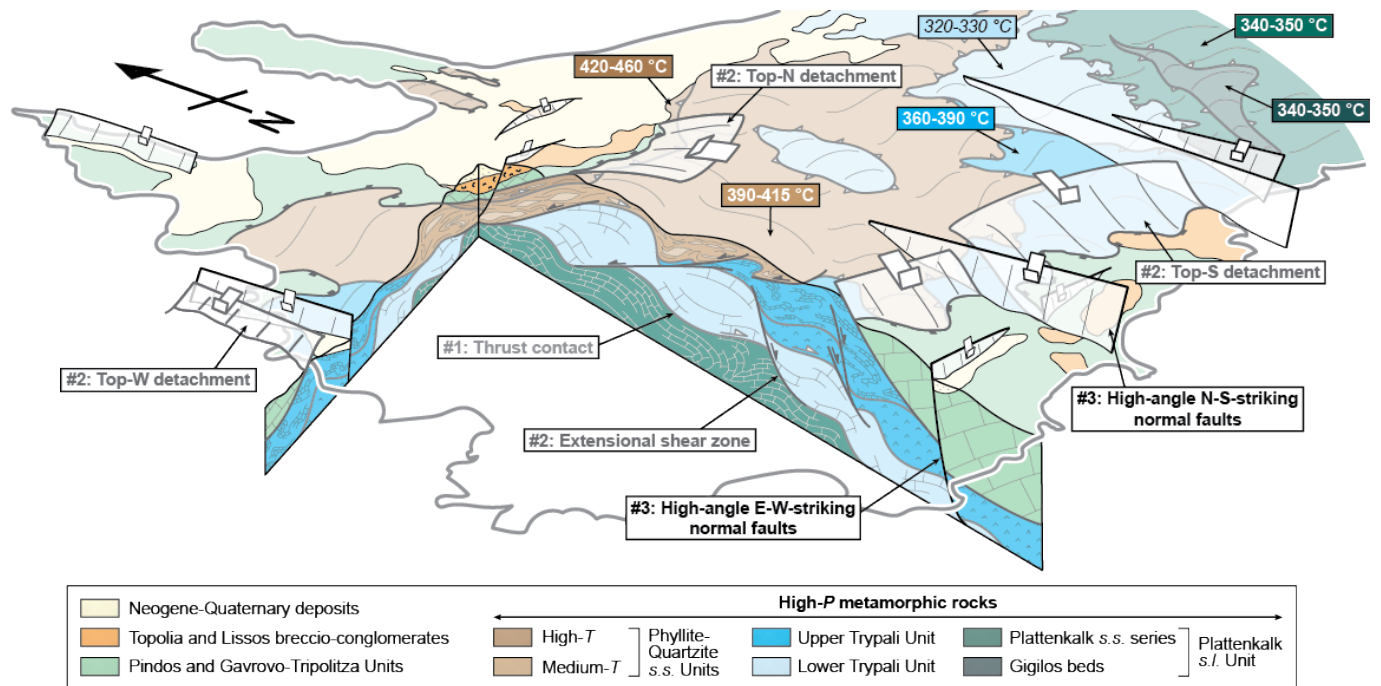 340-350 °C
320-330 °C
420-460 °C
#2: Top-N detachment
340-350 °C
N
360-390 °C
390-415 °C
#2: Top-S detachment
#1: Thrust contact
#2: Top-W detachment
#3: High-angle N-S-striking
normal faults
#2: Extensional shear zone
#3: High-angle E-W-striking
normal faults
Neogene-Quaternary deposits
Topolia and Lissos breccio-conglomerates
Pindos and Gavrovo-Tripolitza Units
High-P metamorphic rocks
High-T
Medium-T
Phyllite-
Quartzite
s.s. Units
Upper Trypali Unit
Lower Trypali Unit
Plattenkalk s.s. series
Gigilos beds
Plattenkalk
s.l. Unit